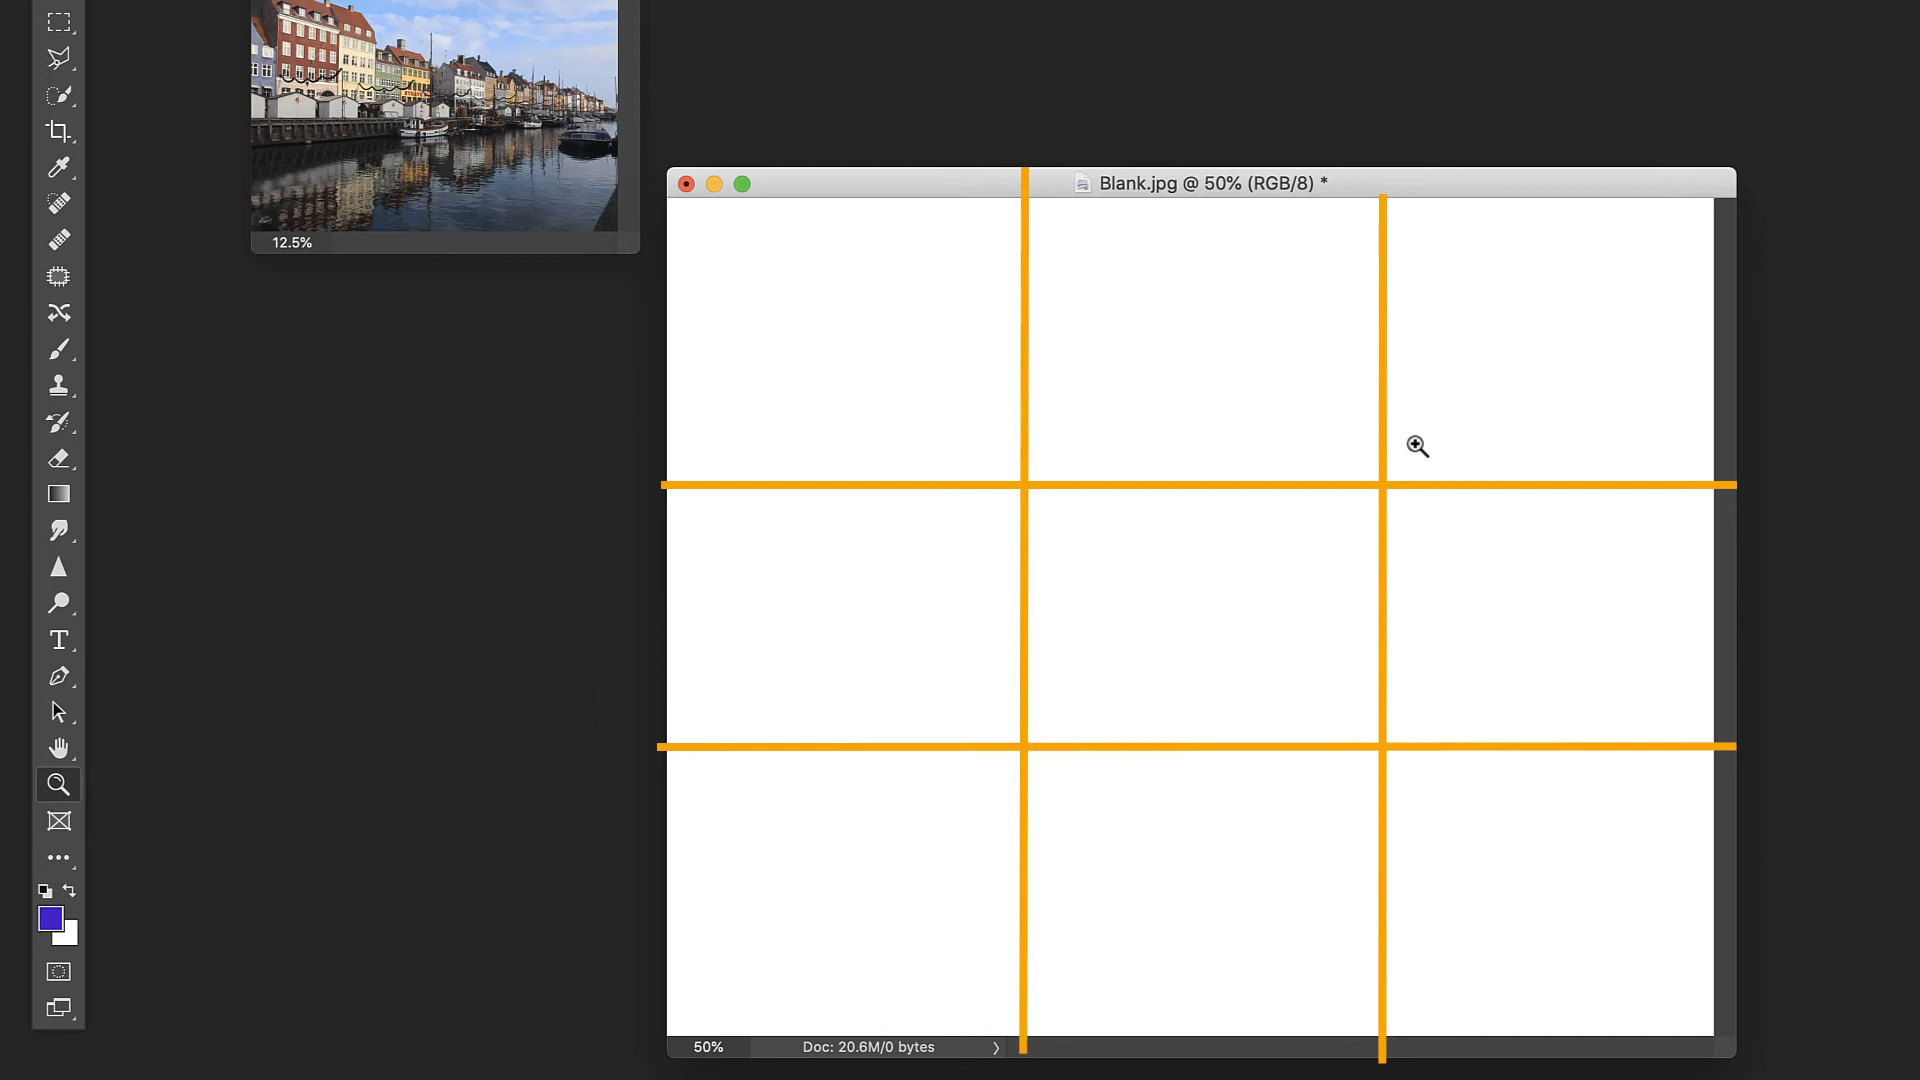 12.5%
Blank.jpg @ 50% (RGB/8) *
50%
Doc: 20.6M/0 bytes